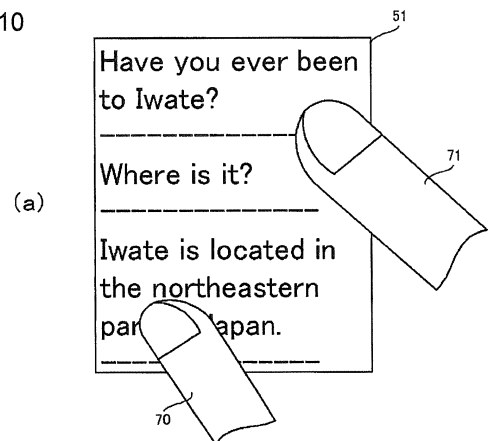 10
51
Have you ever been
to Iwate?
71
Where is it?
(a)
Iwate is located in
the northeastern
par apan.
70